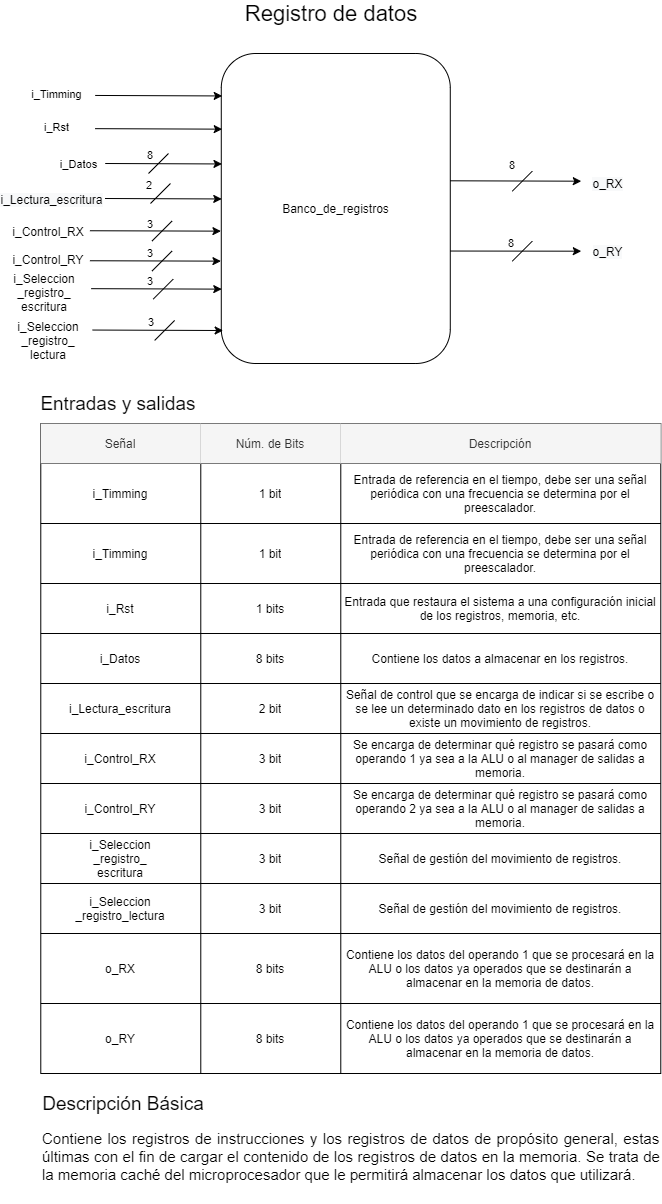 Registro de datos
i_Timming
i_Rst
i_Datos
8
i_Lectura_escritura
2
i_Control_RX
3
i_Control_RY
3
i_Seleccion
_registro_
escritura
3
i_Seleccion
_registro_
lectura
3
Banco_de_registros
8
o_RX
8
o_RY
Entradas y salidas
Señal Núm. de Bits Descripción
i_Timming 1 bit
Entrada de referencia en el tiempo, debe ser una señal
periódica con una frecuencia se determina por el
preescalador.
i_Timming 1 bit
Entrada de referencia en el tiempo, debe ser una señal
periódica con una frecuencia se determina por el
preescalador.
i_Rst 1 bits
Entrada que restaura el sistema a una configuración inicial
de los registros, memoria, etc.
i_Datos 8 bits Contiene los datos a almacenar en los registros.
i_Lectura_escritura 2 bit
Señal de control que se encarga de indicar si se escribe o
se lee un determinado dato en los registros de datos o
existe un movimiento de registros.
i_Control_RX 3 bit
Se encarga de determinar qué registro se pasará como
operando 1 ya sea a la ALU o al manager de salidas a
memoria.
i_Control_RY 3 bit
Se encarga de determinar qué registro se pasará como
operando 2 ya sea a la ALU o al manager de salidas a
memoria.
i_Seleccion
_registro_
escritura
3 bit Señal de gestión del movimiento de registros.
i_Seleccion
_registro_lectura
3 bit Señal de gestión del movimiento de registros.
o_RX 8 bits
Contiene los datos del operando 1 que se procesará en la
ALU o los datos ya operados que se destinarán a
almacenar en la memoria de datos.
o_RY 8 bits
Contiene los datos del operando 1 que se procesará en la
ALU o los datos ya operados que se destinarán a
almacenar en la memoria de datos.
Descripción Básica
Contiene los registros de instrucciones y los registros de datos de propósito general, estas
últimas con el fin de cargar el contenido de los registros de datos en la memoria. Se trata de
la memoria caché del microprocesador que le permitirá almacenar los datos que utilizará.